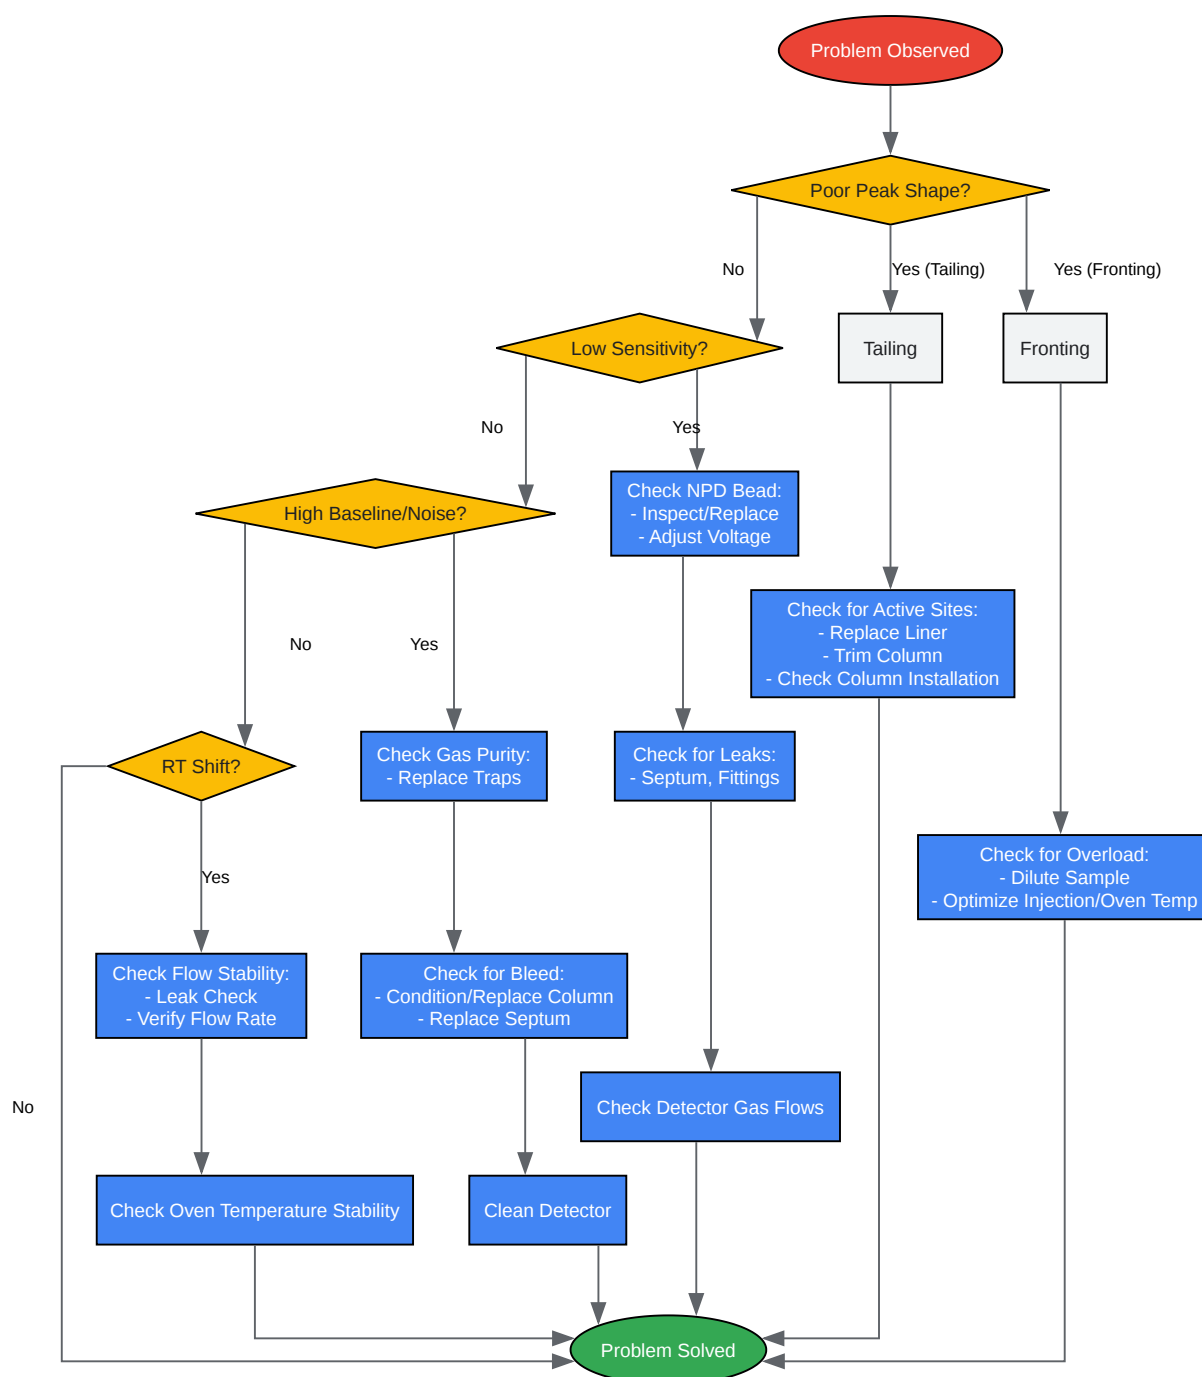 Problem Observed
Poor Peak Shape?
No
Yes (Tailing)
Yes (Fronting)
Low Sensitivity?
Tailing
Fronting
No
Yes
High Baseline/Noise?
Check NPD Bead:
- Inspect/Replace
- Adjust Voltage
Check for Active Sites:
- Replace Liner
- Trim Column
- Check Column Installation
No
Yes
RT Shift?
Check Gas Purity:
- Replace Traps
Check for Leaks:
- Septum, Fittings
Check for Overload:
- Dilute Sample
- Optimize Injection/Oven Temp
Yes
Check Flow Stability:
- Leak Check
- Verify Flow Rate
Check for Bleed:
- Condition/Replace Column
- Replace Septum
No
Check Detector Gas Flows
Check Oven Temperature Stability
Clean Detector
Problem Solved